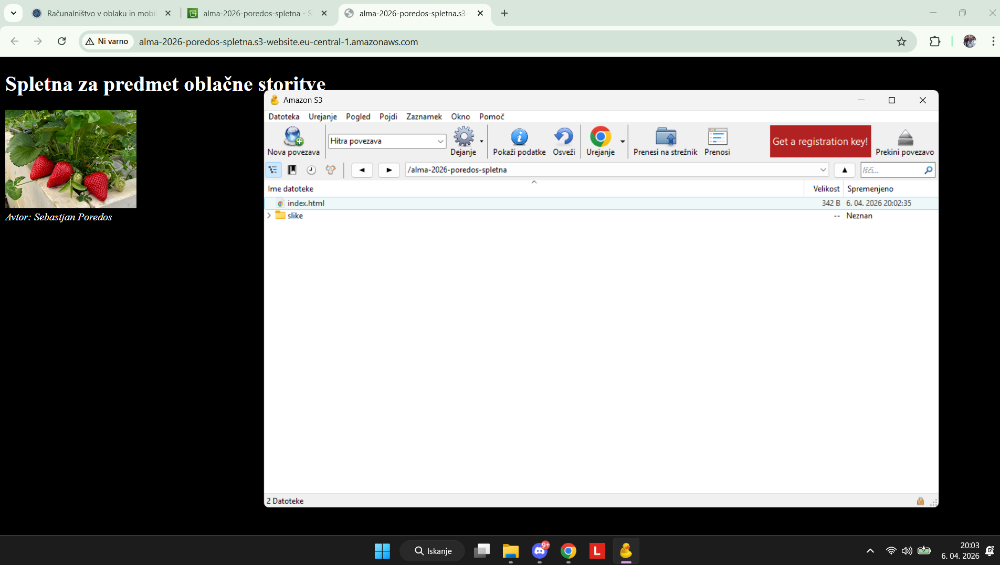 Računalništvo v oblaku in mobil
alma-2026-poredos-spletna - S
alma-2026-poredos-spletna.s3-
Ni varno
alma-2026-poredos-spletna.s3-website.eu-central-1.amazonaws.com
Spletna za predmet oblačne storitve
Avtor: Sebastjan Poredos
Amazon S3
Datoteka Urejanje Pogled Pojdi Zaznamek Okno Pomoč
Nova povezava
Hitra povezava
Dejanje
Pokaži podatke
Osveži
Urejanje
Prenesi na strežnik
Prenosi
Get a registration key!
Prekini povezavo
/alma-2026-poredos-spletna
Išči...
Ime datoteke Velikost Spremenjeno
index.html 342 B 6. 04. 2026 20:02:35
slike -- Neznan
2 Datoteke
Iskanje
9+
L
20:03
6. 04. 2026